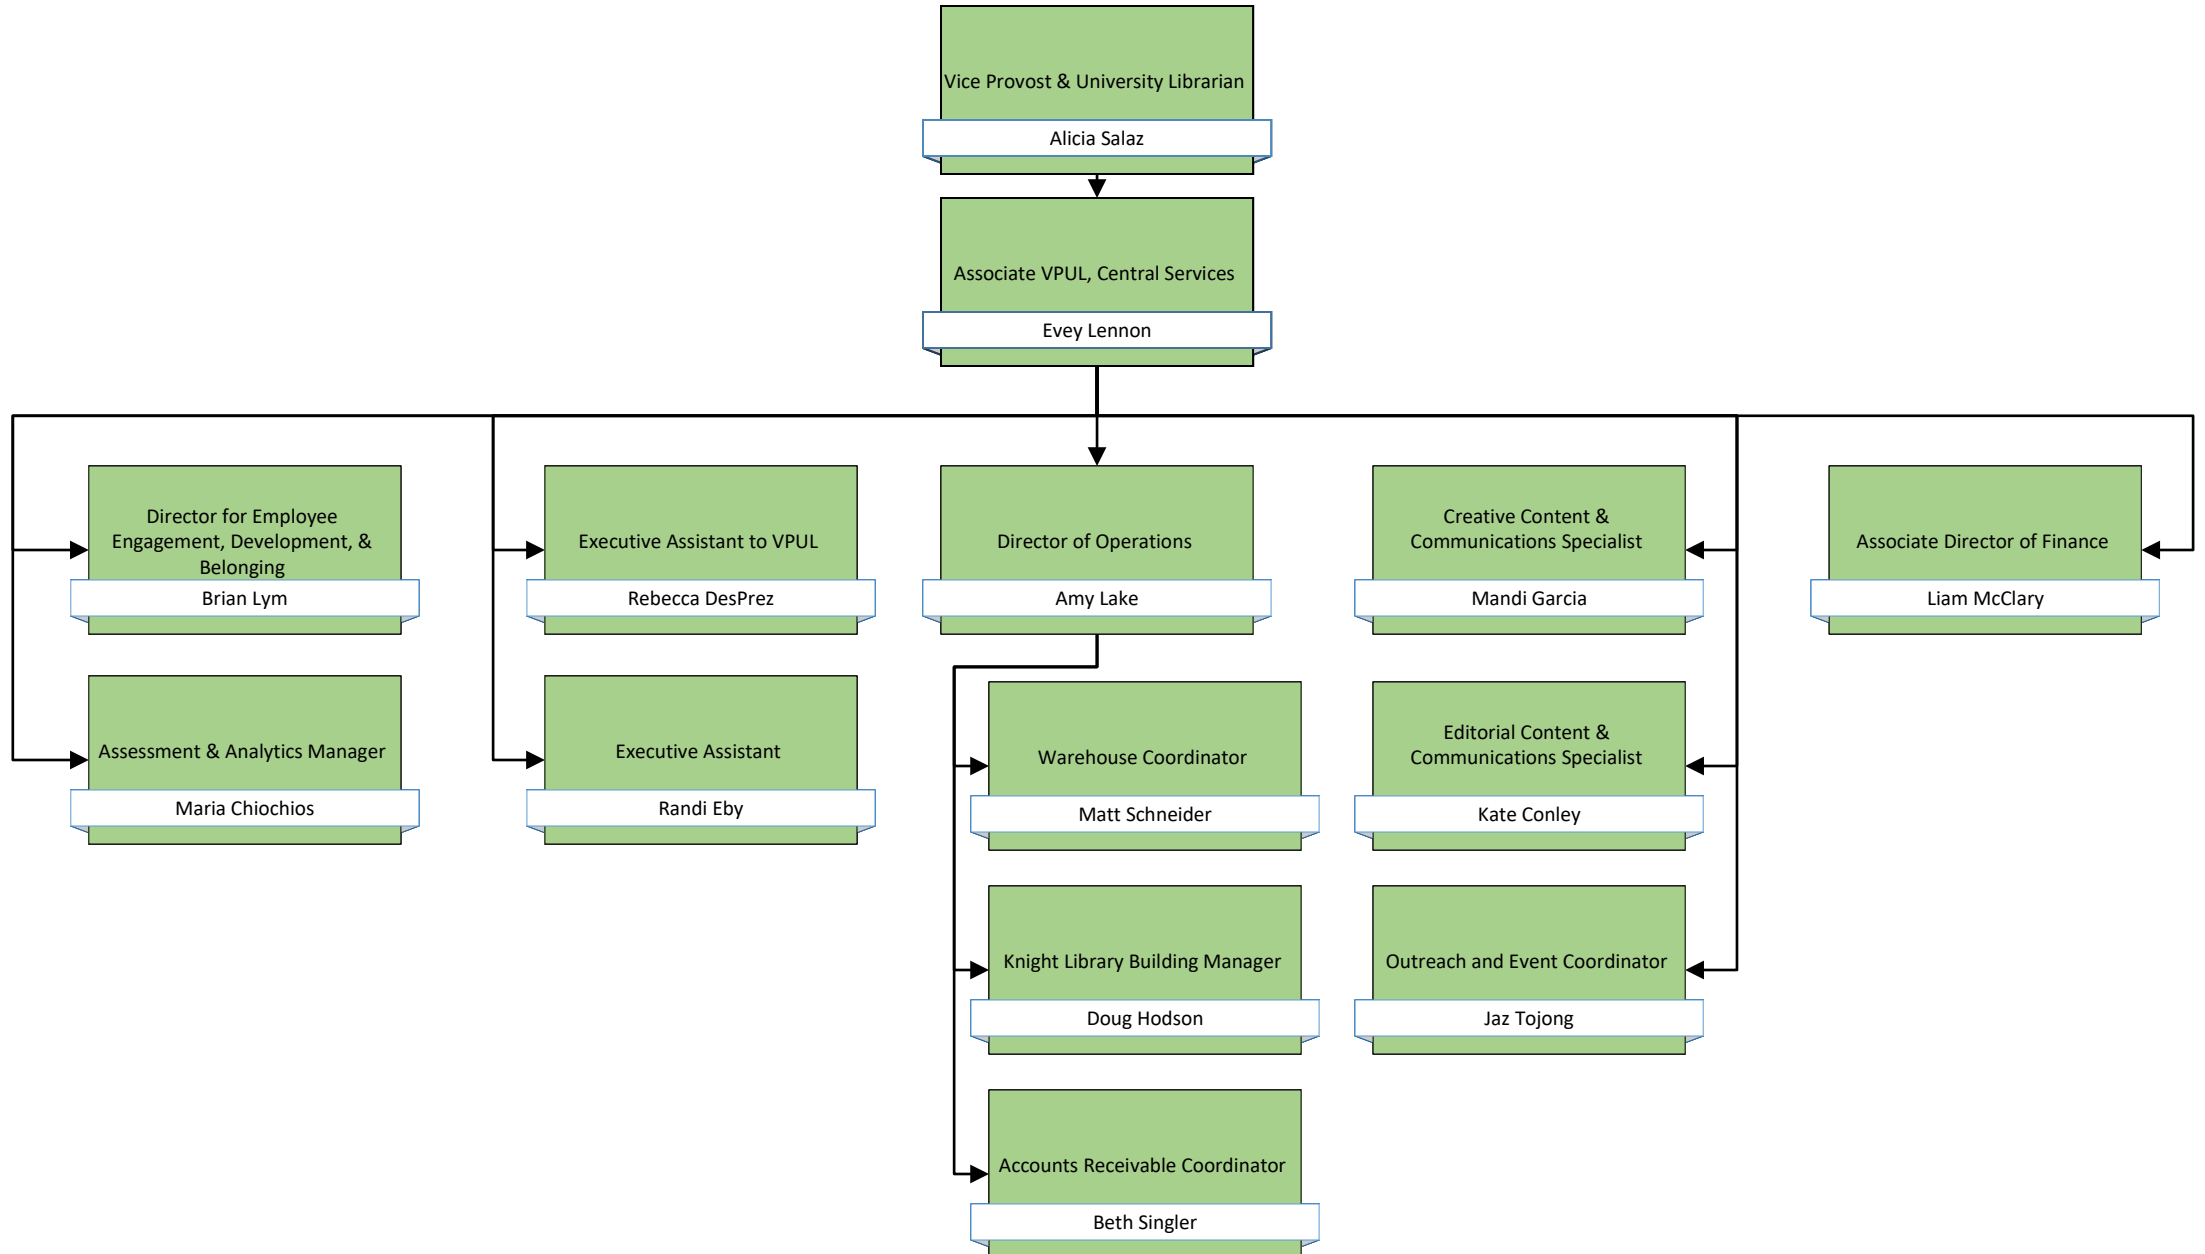 Vice Provost & University Librarian
Alicia Salaz
Associate VPUL, Central Services
Evey Lennon
Director for Employee
Engagement, Development, &
Belonging
Brian Lym
Executive Assistant to VPUL
Rebecca DesPrez
Director of Operations
Amy Lake
Creative Content &
Communications Specialist
Mandi Garcia
Associate Director of Finance
Liam McClary
Assessment & Analytics Manager
Maria Chiochios
Executive Assistant
Randi Eby
Warehouse Coordinator
Matt Schneider
Editorial Content &
Communications Specialist
Kate Conley
Knight Library Building Manager
Doug Hodson
Outreach and Event Coordinator
Jaz Tojong
Accounts Receivable Coordinator
Beth Singler